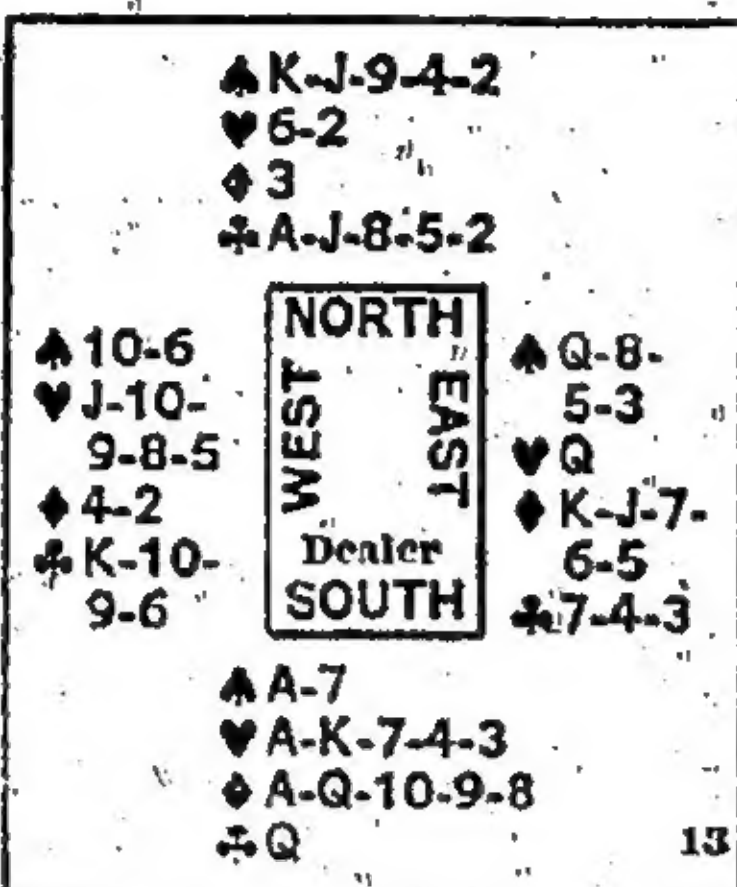 ♠ K-J-9-4-2
♥ 6-2
♦ 3
♣ A-J-8-5-2
NORTH
♠ 10-6
♥ J-10-
9-8-5
♦ 4-2
♣ K-10-
9-6
WEST
EAST
♠ Q-8-
5-3
♥ Q
♦ K-J-7-
6-5
♣ 7-4-3
Dealer
SOUTH
♠ A-7
♥ A-K-7-4-3
♦ A-Q-10-9-8
♣ Q
13